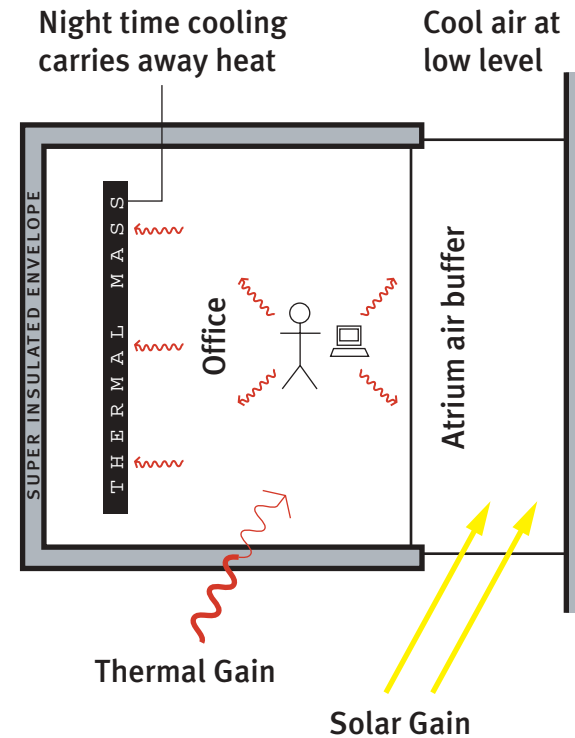 Night time cooling
carries away heat
Cool air at
low level
SUPER INSULATED ENVELOPE
THERMAL MASS
Office
Atrium air buffer
Thermal Gain
Solar Gain